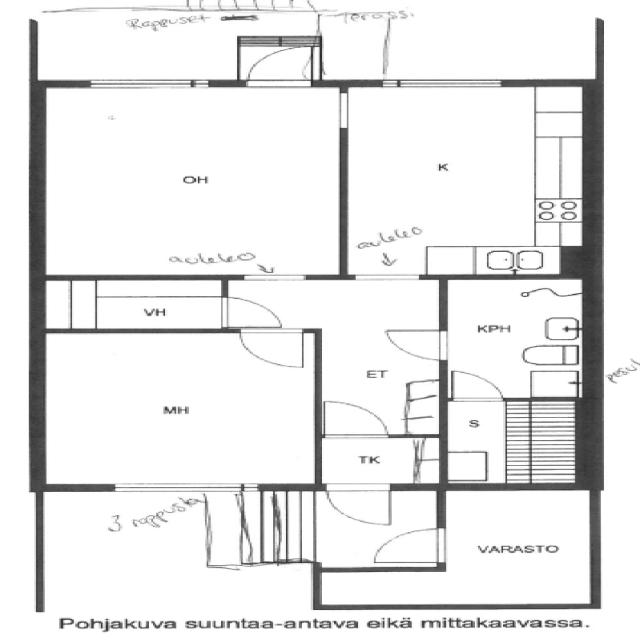 Rappuset Terassi
OH
K
aukko
aukko
VH
KPH
ET
MH
S
TK
3 rappusta
VARASTO
Pohjakuva suuntaa-antava eikä mittakaavassa.